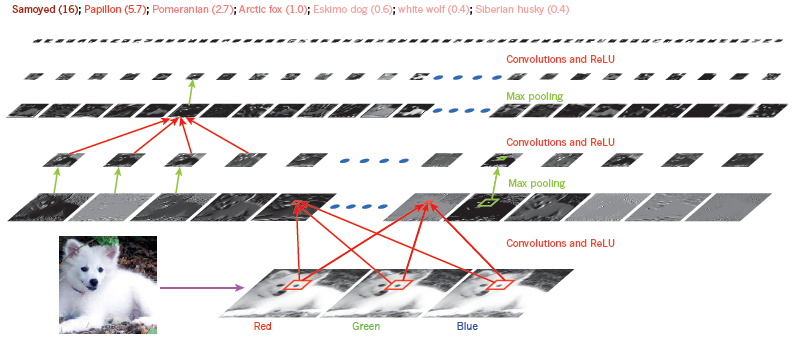 Samoyed (16); Papillon (5.7); Pomeranian (2.7); Arctic fox (1.0); Eskimo dog (0.6); white wolf (0.4); Siberian husky (0.4)
Convolutions and ReLU
Max pooling
Convolutions and ReLU
Max pooling
Convolutions and ReLU
Red Green Blue